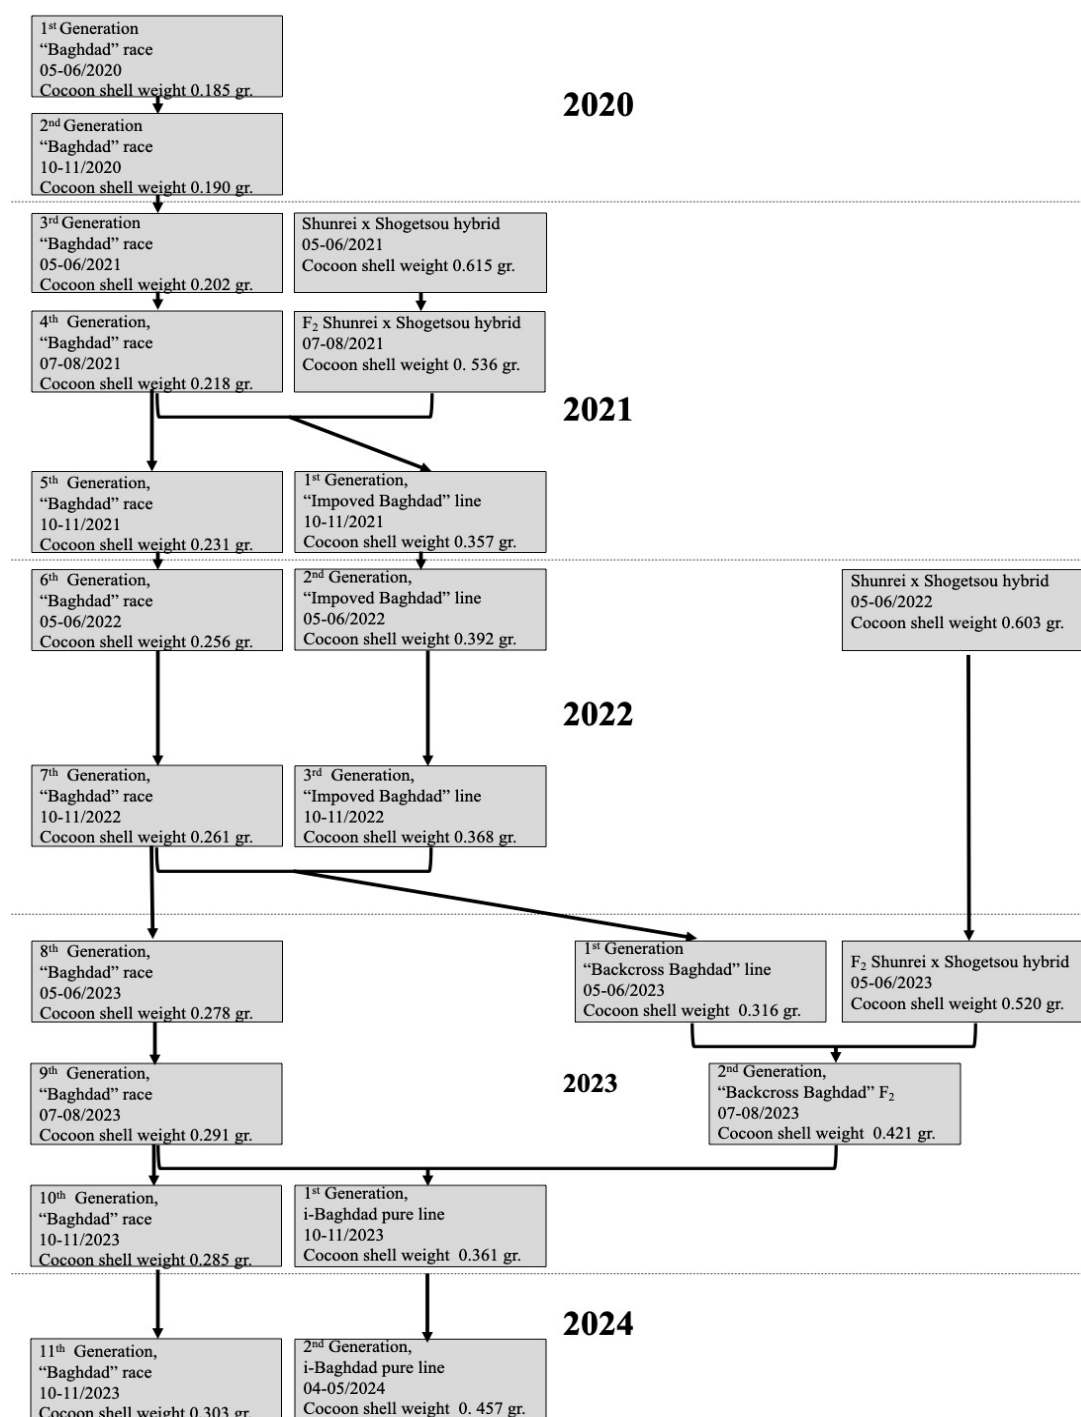 1st Generation
“Baghdad” race
05-06/2020
Cocoon shell weight 0.185 gr.
2020
2nd Generation
“Baghdad” race
10-11/2020
Cocoon shell weight 0.190 gr.
3rd Generation
“Baghdad” race
05-06/2021
Cocoon shell weight 0.202 gr.
Shunrei x Shogetsou hybrid
05-06/2021
Cocoon shell weight 0.615 gr.
4th Generation,
“Baghdad” race
07-08/2021
Cocoon shell weight 0.218 gr.
F2 Shunrei x Shogetsou hybrid
07-08/2021
Cocoon shell weight 0. 536 gr.
2021
5th Generation,
“Baghdad” race
10-11/2021
Cocoon shell weight 0.231 gr.
1st Generation,
“Impoved Baghdad” line
10-11/2021
Cocoon shell weight 0.357 gr.
6th Generation,
“Baghdad” race
05-06/2022
Cocoon shell weight 0.256 gr.
2nd Generation,
“Impoved Baghdad” line
05-06/2022
Cocoon shell weight 0.392 gr.
Shunrei x Shogetsou hybrid
05-06/2022
Cocoon shell weight 0.603 gr.
2022
7th Generation,
“Baghdad” race
10-11/2022
Cocoon shell weight 0.261 gr.
3rd Generation,
“Impoved Baghdad” line
10-11/2022
Cocoon shell weight 0.368 gr.
8th Generation,
“Baghdad” race
05-06/2023
Cocoon shell weight 0.278 gr.
1st Generation
“Backcross Baghdad” line
05-06/2023
Cocoon shell weight 0.316 gr.
F2 Shunrei x Shogetsou hybrid
05-06/2023
Cocoon shell weight 0.520 gr.
9th Generation,
“Baghdad” race
07-08/2023
Cocoon shell weight 0.291 gr.
2023
2nd Generation,
“Backcross Baghdad” F2
07-08/2023
Cocoon shell weight 0.421 gr.
10th Generation,
“Baghdad” race
10-11/2023
Cocoon shell weight 0.285 gr.
1st Generation,
i-Baghdad pure line
10-11/2023
Cocoon shell weight 0.361 gr.
2024
11th Generation,
“Baghdad” race
10-11/2023
Cocoon shell weight 0.303 gr.
2nd Generation,
i-Baghdad pure line
04-05/2024
Cocoon shell weight 0. 457 gr.